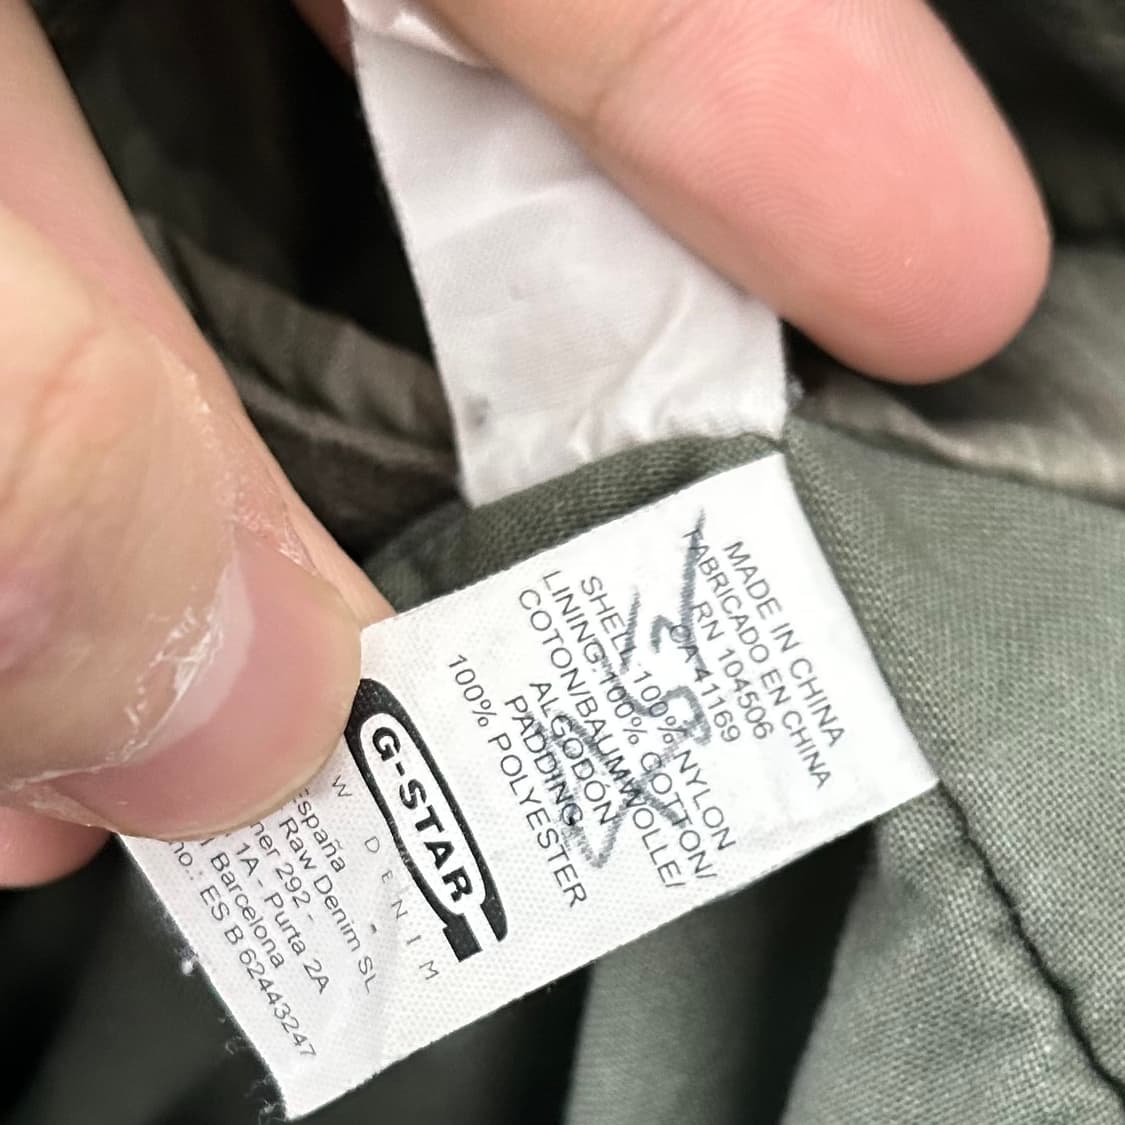 MADE IN CHINA
FABRICADO EN CHINA
RN 104506
CA 41169
SHELL:100% NYLON
LINING:100% COTTON/
COTON/BAUMWOLLE/
ALGODÓN
PADDING
100% POLYESTER
G-STAR
W DENIM
España
Raw Denim SL
292 -
1A - Purta 2A
Barcelona
no.: ES B 62443247